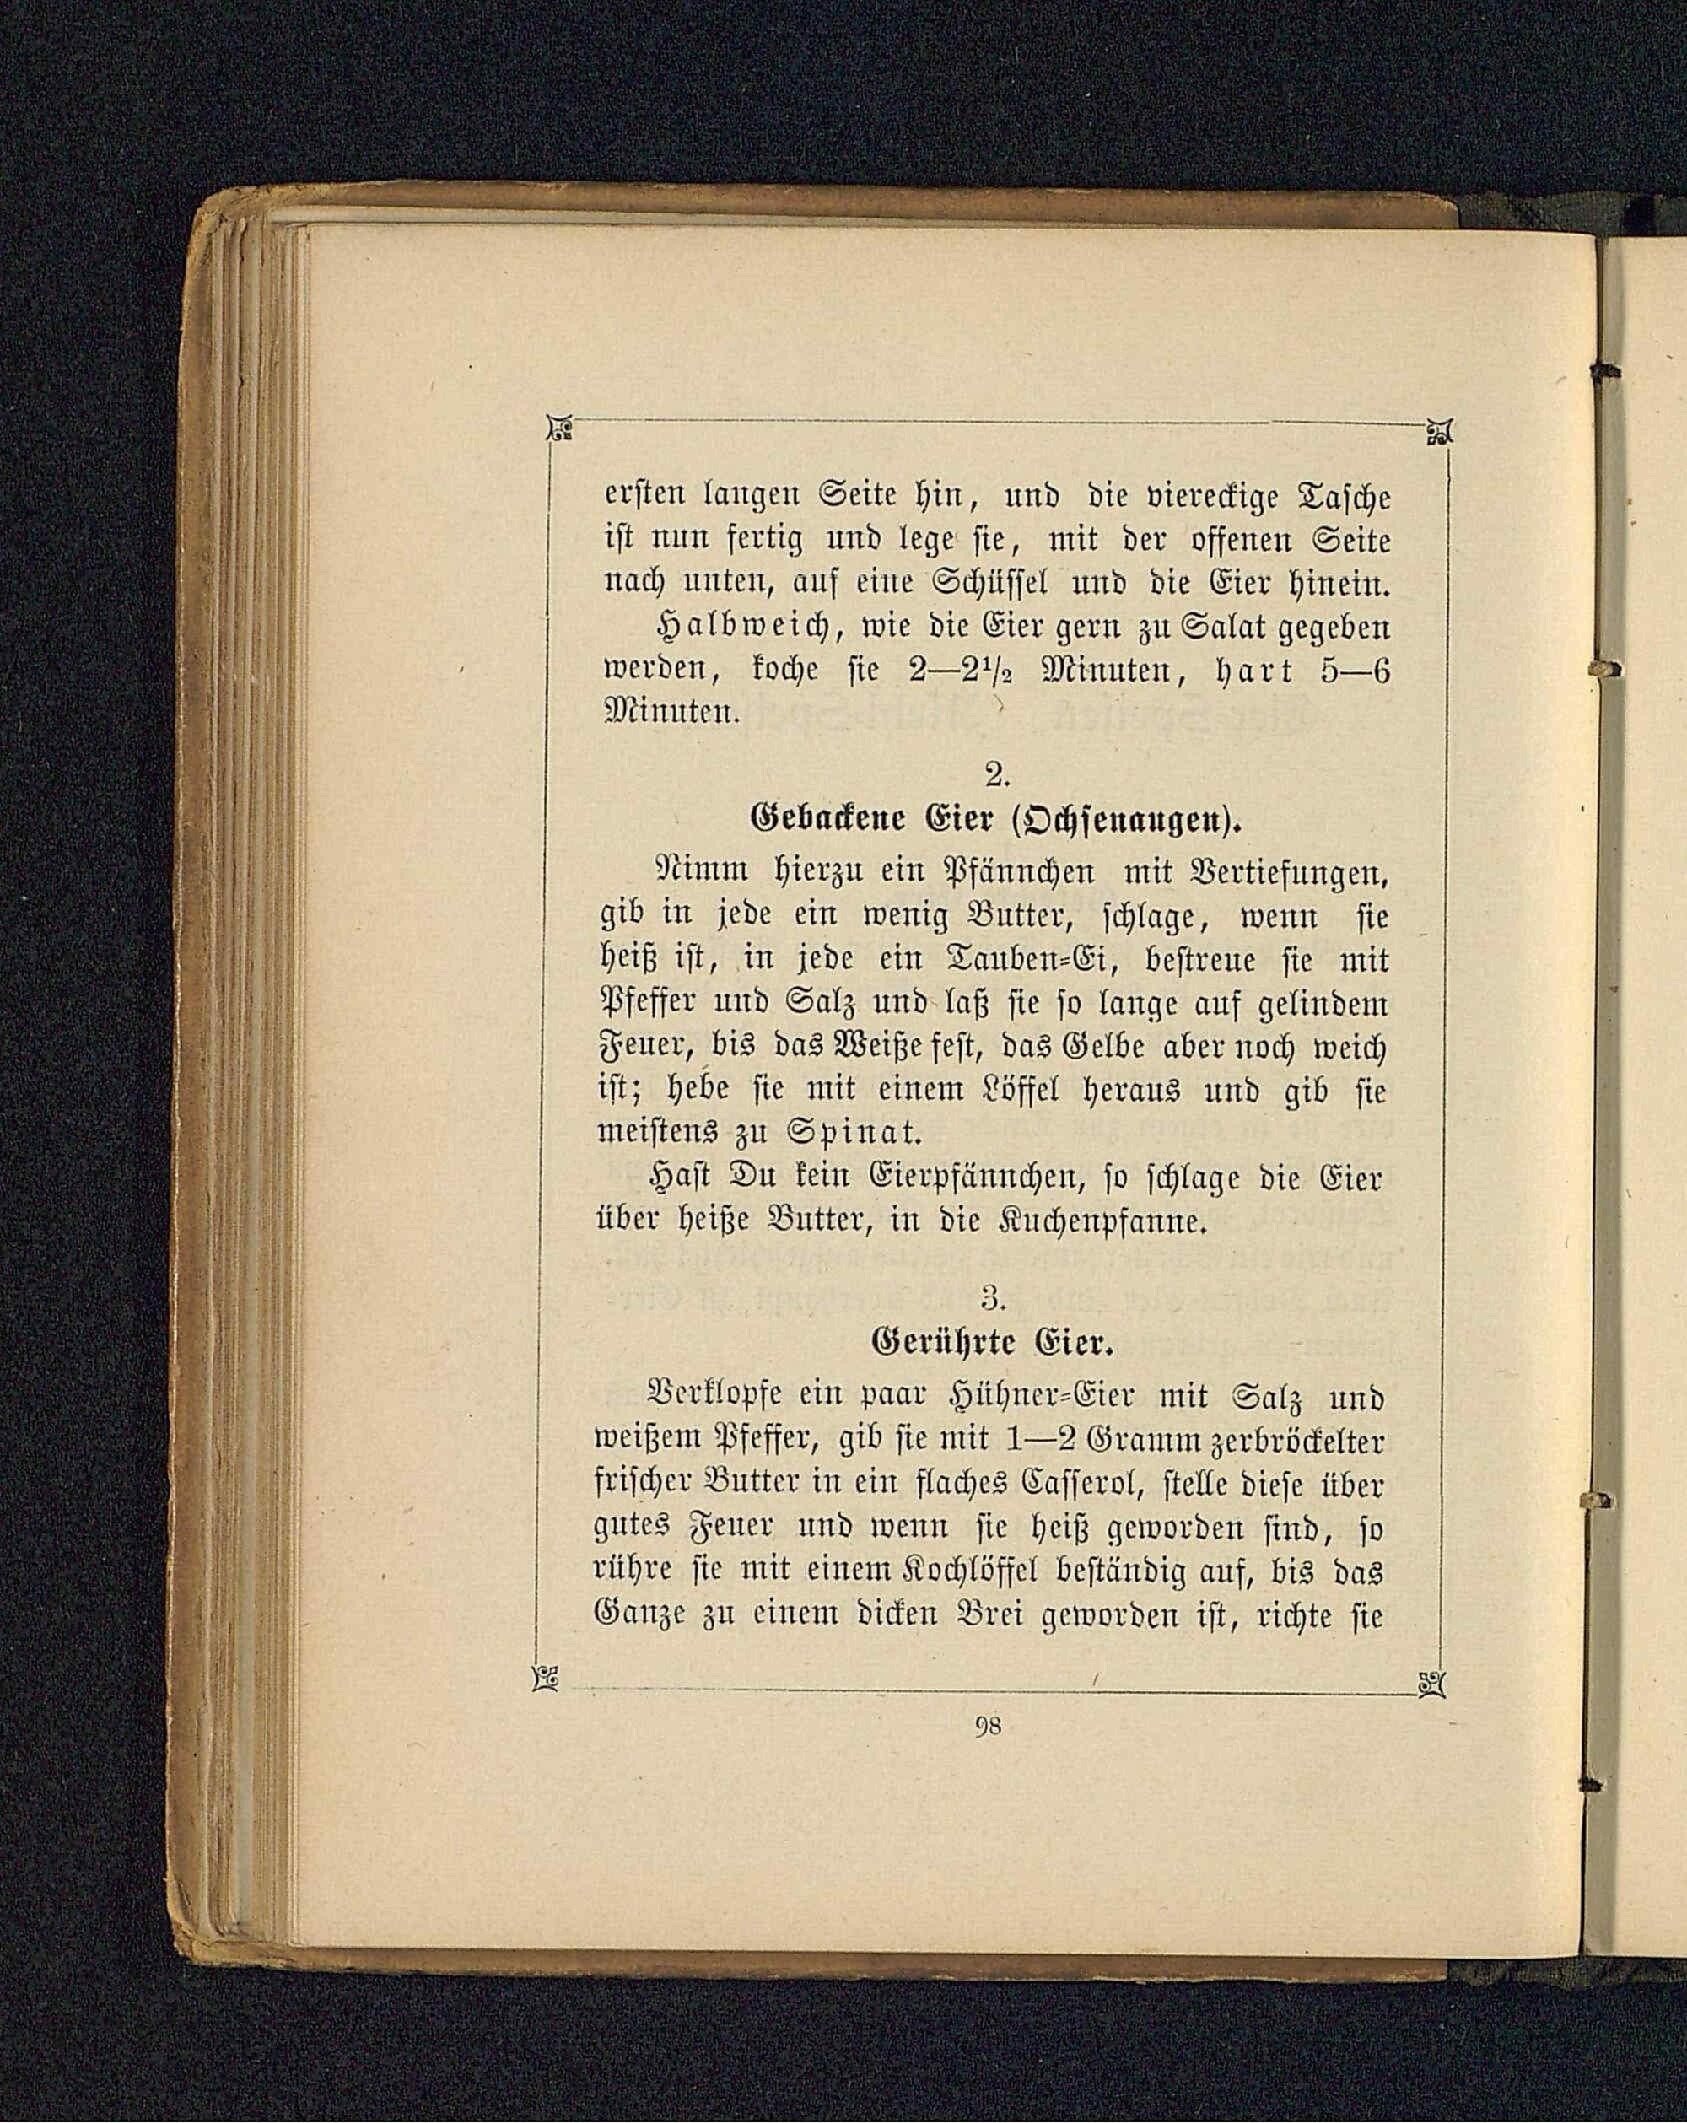 ersten langen Seite hin, und die viereckige Tasche
ist nun fertig und lege sie, mit der offenen Seite
nach unten, auf eine Schüssel und die Eier hinein.
Halbweich, wie die Eier gern zu Salat gegeben
werden, koche sie 2—2½ Minuten, hart 5—6
Minuten.
2.
Gebackene Eier (Ochsenaugen).
Nimm hierzu ein Pfännchen mit Vertiefungen,
gib in jede ein wenig Butter, schlage, wenn sie
heiß ist, in jede ein Tauben-Ei, bestreue sie mit
Pfeffer und Salz und laß sie so lange auf gelindem
Feuer, bis das Weiße fest, das Gelbe aber noch weich
ist; hebe sie mit einem Löffel heraus und gib sie
meistens zu Spinat.
Hast Du kein Eierpfännchen, so schlage die Eier
über heiße Butter, in die Kuchenpfanne.
3.
Gerührte Eier.
Verklopfe ein paar Hühner-Eier mit Salz und
weißem Pfeffer, gib sie mit 1—2 Gramm zerbröckelter
frischer Butter in ein flaches Casserol, stelle diese über
gutes Feuer und wenn sie heiß geworden sind, so
rühre sie mit einem Kochlöffel beständig auf, bis das
Ganze zu einem dicken Brei geworden ist, richte sie
98